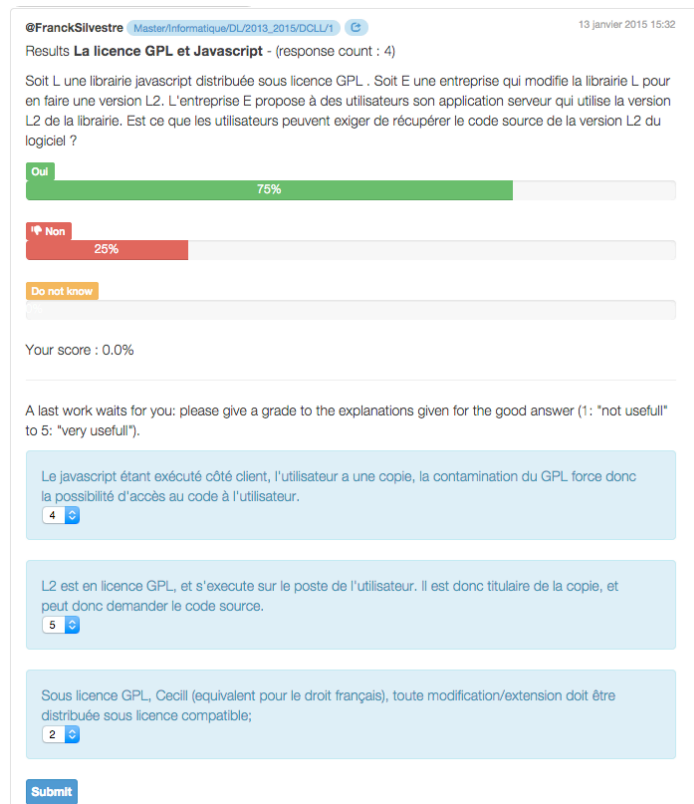 @FranckSilvestre Master/Informatique/DL/2013_2015/DCLL/1 13 janvier 2015 15:32
Results La licence GPL et Javascript - (response count : 4)
Soit L une librairie javascript distribuée sous licence GPL . Soit E une entreprise qui modifie la librairie L pour
en faire une version L2. L'entreprise E propose à des utilisateurs son application serveur qui utilise la version
L2 de la librairie. Est ce que les utilisateurs peuvent exiger de récupérer le code source de la version L2 du
logiciel ?
Oui
75%
Non
25%
Do not know
Your score : 0.0%
A last work waits for you: please give a grade to the explanations given for the good answer (1: "not usefull"
to 5: "very usefull").
Le javascript étant exécuté côté client, l'utilisateur a une copie, la contamination du GPL force donc
la possibilité d'accès au code à l'utilisateur.
4
L2 est en licence GPL, et s'execute sur le poste de l'utilisateur. Il est donc titulaire de la copie, et
peut donc demander le code source.
5
Sous licence GPL, Cecill (equivalent pour le droit français), toute modification/extension doit être
distribuée sous licence compatible;
2
Submit